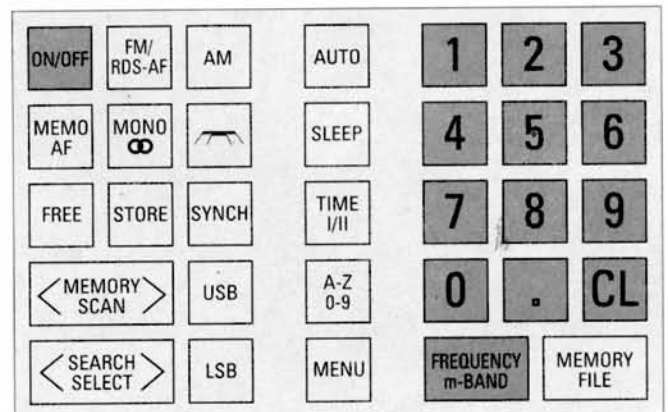 ON/OFF
FM/
RDS-AF
AM
AUTO
1
2
3
MEMO
AF
MONO
SLEEP
4
5
6
FREE
STORE
SYNCH
TIME
I/II
7
8
9
<MEMORY>
SCAN
USB
A-Z
0-9
0
.
CL
<SEARCH>
SELECT
LSB
MENU
FREQUENCY
m-BAND
MEMORY
FILE